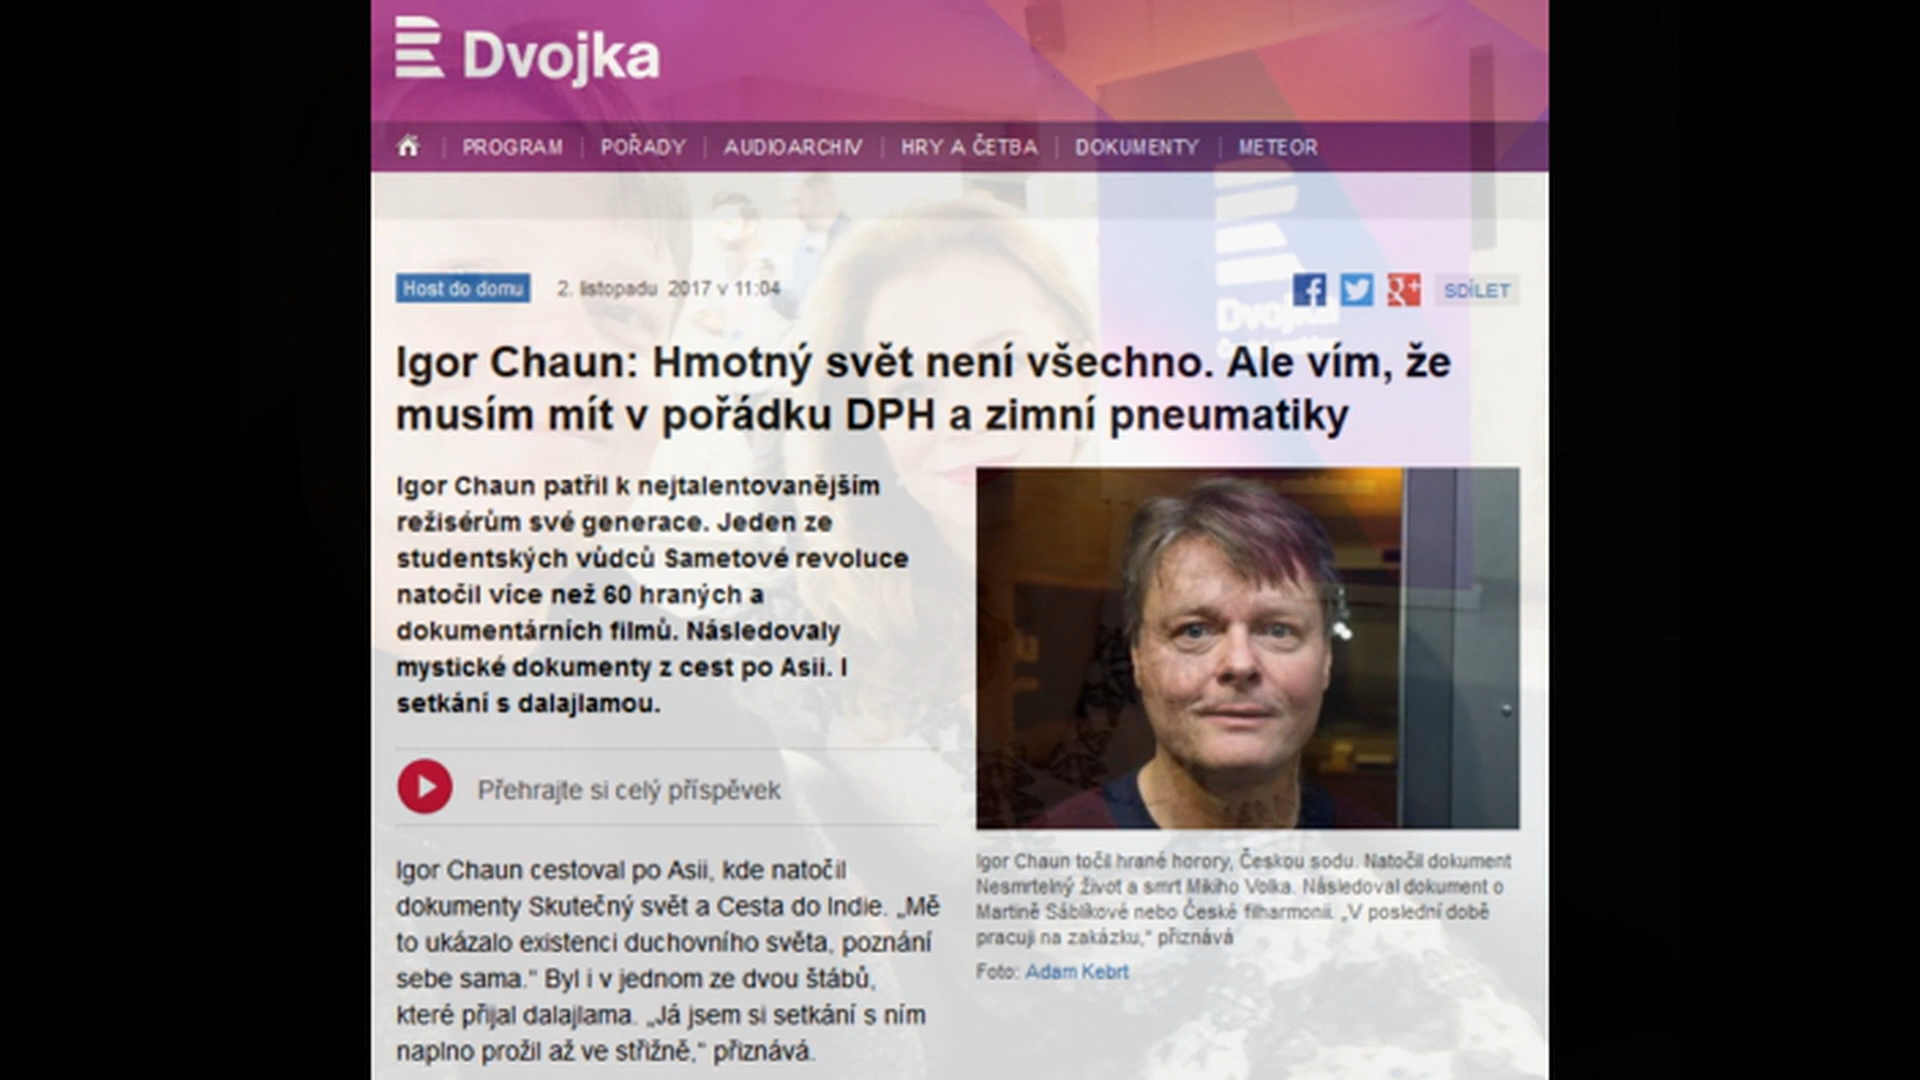 Dvojka
PROGRAM | POŘADY | AUDIOARCHIV | HRY A ČETBA | DOKUMENTY | METEOR
Host do domu 2. listopadu 2017 v 11:04 SDÍLET
Dvojka
Igor Chaun: Hmotný svět není všechno. Ale vím, že
musím mít v pořádku DPH a zimní pneumatiky
Igor Chaun patřil k nejtalentovanějším
režisérům své generace. Jeden ze
studentských vůdců Sametové revoluce
natočil více než 60 hraných a
dokumentárních filmů. Následovaly
mystické dokumenty z cest po Asii. I
setkání s dalajlamou.
Přehrajte si celý příspěvek
Igor Chaun cestoval po Asii, kde natočil
dokumenty Skutečný svět a Cesta do Indie. „Mě
to ukázalo existenci duchovního světa, poznání
sebe sama.“ Byl i v jednom ze dvou štábů,
které přijal dalajlama. „Já jsem si setkání s ním
naplno prožil až ve střižně,“ přiznává.
Igor Chaun točil hrané horory, Českou sodu. Natočil dokument
Nesmrtelný život a smrt Mikiho Volka. Následoval dokument o
Martině Sáblíkové nebo České filharmonii. „V poslední době
pracuji na zakázku,“ přiznává
Foto: Adam Kebrt